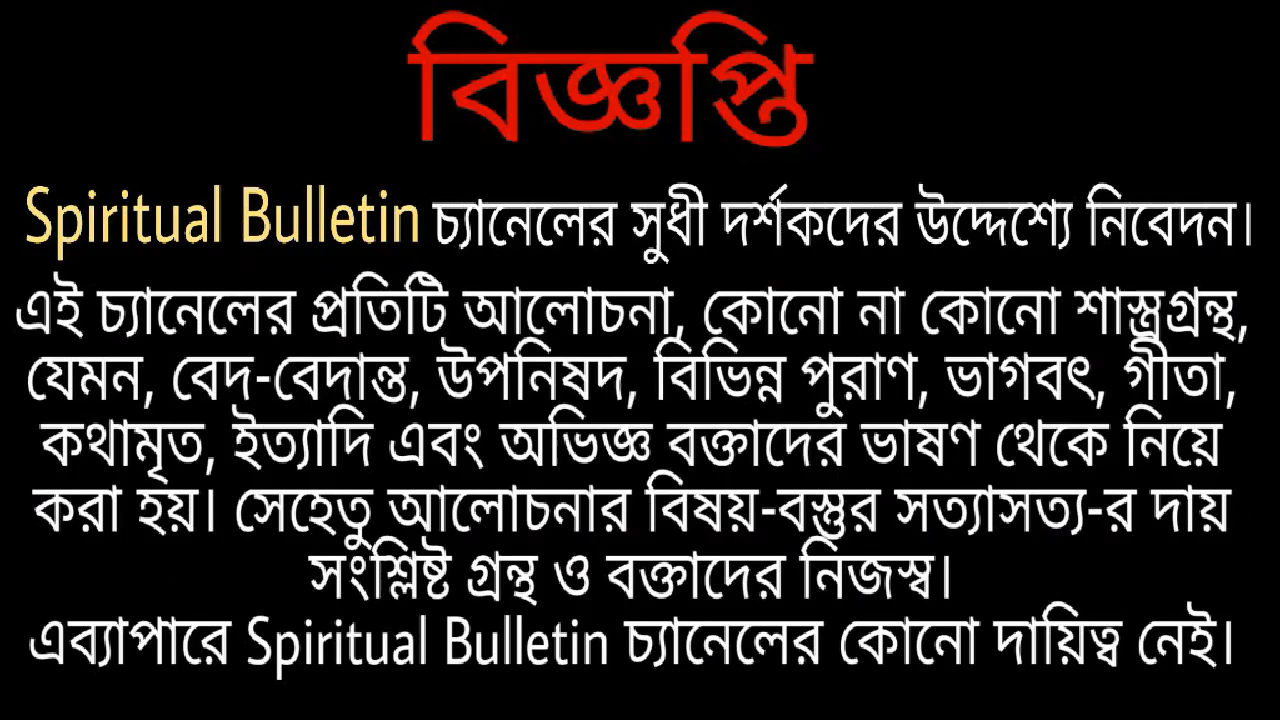 বিজ্ঞপ্তি
Spiritual Bulletin চ্যানেলের সুধী দর্শকদের উদ্দেশ্যে নিবেদন।
এই চ্যানেলের প্রতিটি আলোচনা, কোনো না কোনো শাস্ত্রগ্রন্থ,
যেমন, বেদ-বেদান্ত, উপনিষদ, বিভিন্ন পুরাণ, ভাগবৎ, গীতা,
কথামৃত, ইত্যাদি এবং অভিজ্ঞ বক্তাদের ভাষণ থেকে নিয়ে
করা হয়। সেহেতু আলোচনার বিষয়-বস্তুর সত্যাসত্য-র দায়
সংশ্লিষ্ট গ্রন্থ ও বক্তাদের নিজস্ব।
এব্যাপারে Spiritual Bulletin চ্যানেলের কোনো দায়িত্ব নেই।